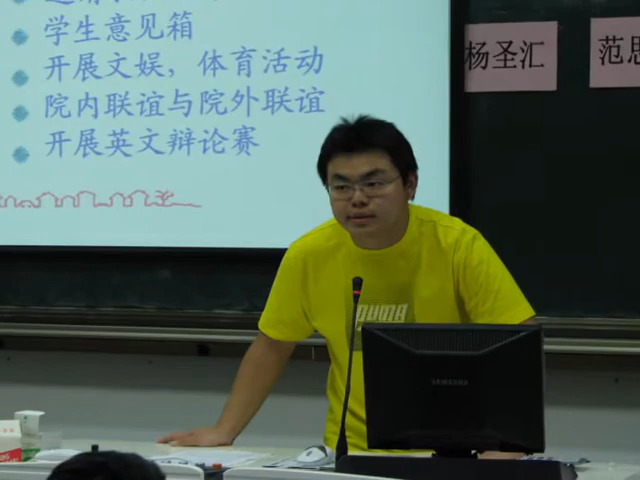 学生意见箱
开展文娱，体育活动
院内联谊与院外联谊
开展英文辩论赛
杨圣汇
范思
PUMA
SAMSUNG